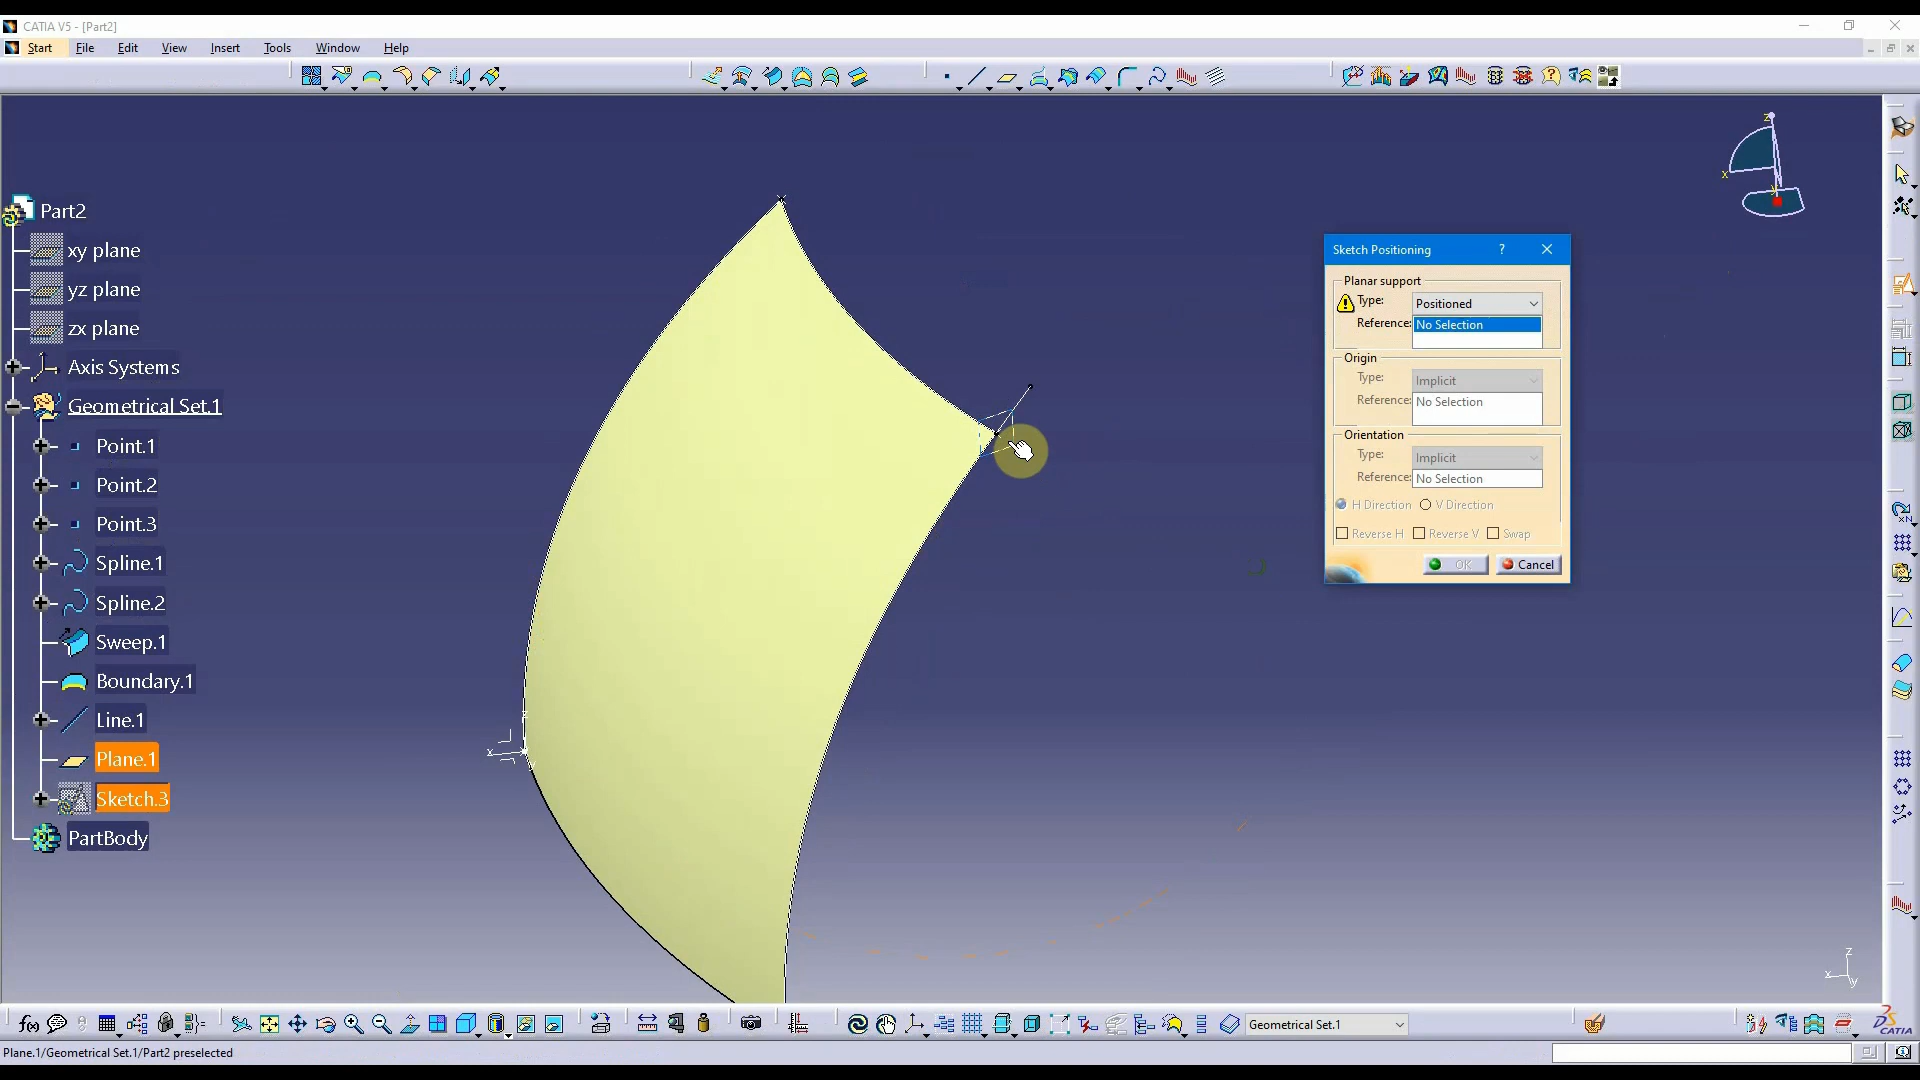 CATIA V5 - [Part2]
Start File Edit View Insert Tools Window Help
z
x
y
Part2
xy plane
yz plane
zx plane
Axis Systems
Geometrical Set.1
Point.1
Point.2
Point.3
Spline.1
Spline.2
Sweep.1
Boundary.1
Line.1
Plane.1
Sketch.3
PartBody
Sketch Positioning ?
Planar support
Type: Positioned
Reference: No Selection
Origin
Type: Implicit
Reference: No Selection
Orientation
Type: Implicit
Reference: No Selection
H Direction V Direction
Reverse H Reverse V Swap
OK Cancel
z
x
z
x
y
f(x)
Geometrical Set.1
CATIA
Plane.1/Geometrical Set.1/Part2 preselected